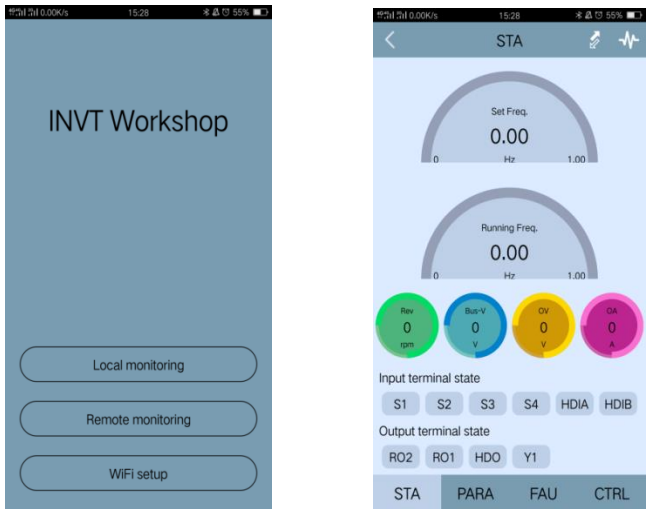 0.00K/s 15:28 55%
INVT Workshop
Local monitoring
Remote monitoring
WiFi setup
0.00K/s 15:28 55%
STA
Set Freq.
0.00
0 Hz 1.00
Running Freq.
0.00
0 Hz 1.00
Rev Bus-V OV OA
0 0 0 0
rpm V V A
Input terminal state
S1 S2 S3 S4 HDIA HDIB
Output terminal state
RO2 RO1 HDO Y1
STA PARA FAU CTRL